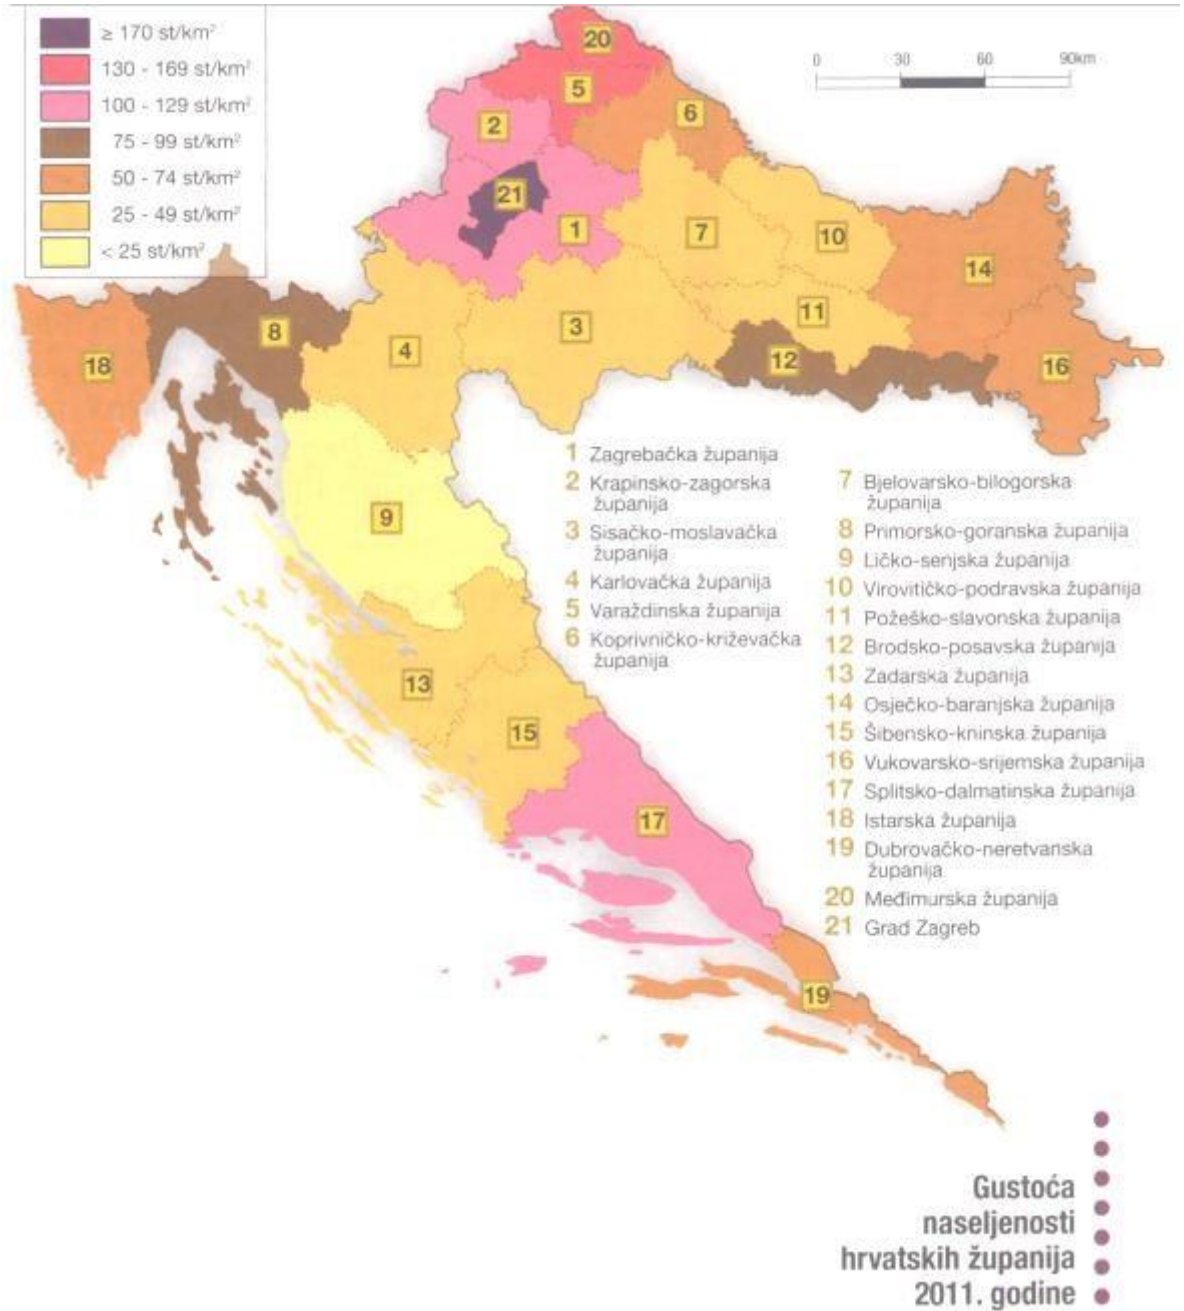 ≥ 170 st/km²
130 - 169 st/km²
100 - 129 st/km²
75 - 99 st/km²
50 - 74 st/km²
25 - 49 st/km²
< 25 st/km²
0 30 60 90km
20
5
6
2
21
1
7
10
14
8
3
11
4
12
18
16
9
13
15
17
19
1 Zagrebačka županija
2 Krapinsko-zagorska
županija
3 Sisačko-moslavačka
županija
4 Karlovačka županija
5 Varaždinska županija
6 Koprivničko-križevačka
županija
7 Bjelovarsko-bilogorska
županija
8 Primorsko-goranska županija
9 Ličko-senjska županija
10 Virovitičko-podravska županija
11 Požeško-slavonska županija
12 Brodsko-posavska županija
13 Zadarska županija
14 Osječko-baranjska županija
15 Šibensko-kninska županija
16 Vukovarsko-srijemska županija
17 Splitsko-dalmatinska županija
18 Istarska županija
19 Dubrovačko-neretvanska
županija
20 Međimurska županija
21 Grad Zagreb
Gustoća
naseljenosti
hrvatskih županija
2011. godine